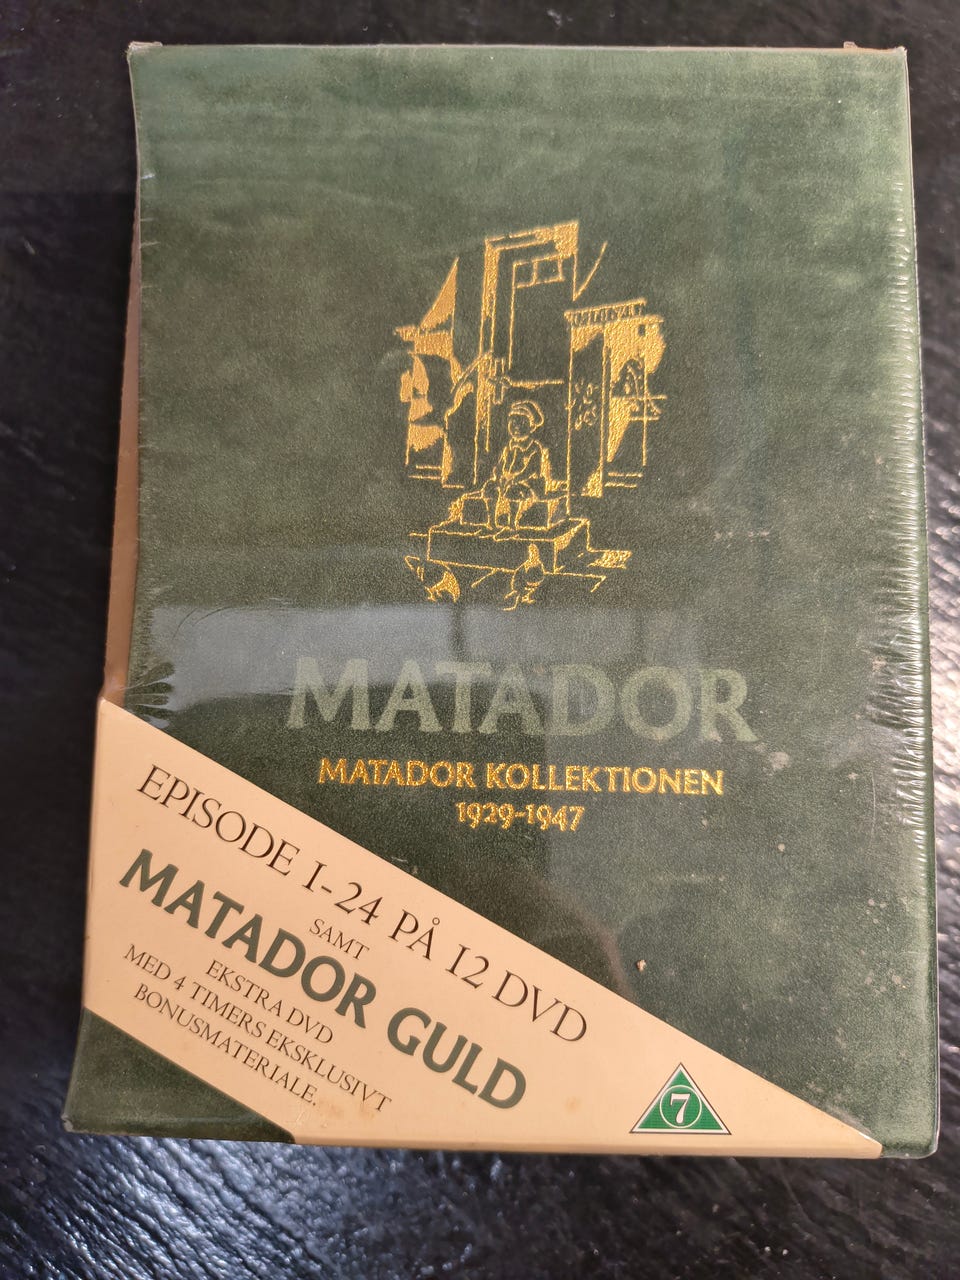 MATADOR
MATADOR KOLLEKTIONEN
1929-1947
EPISODE 1-24 PÅ 12 DVD
SAMT
MATADOR GULD
EKSTRA DVD
MED 4 TIMERS EKSKLUSIVT
BONUSMATERIALE.
7